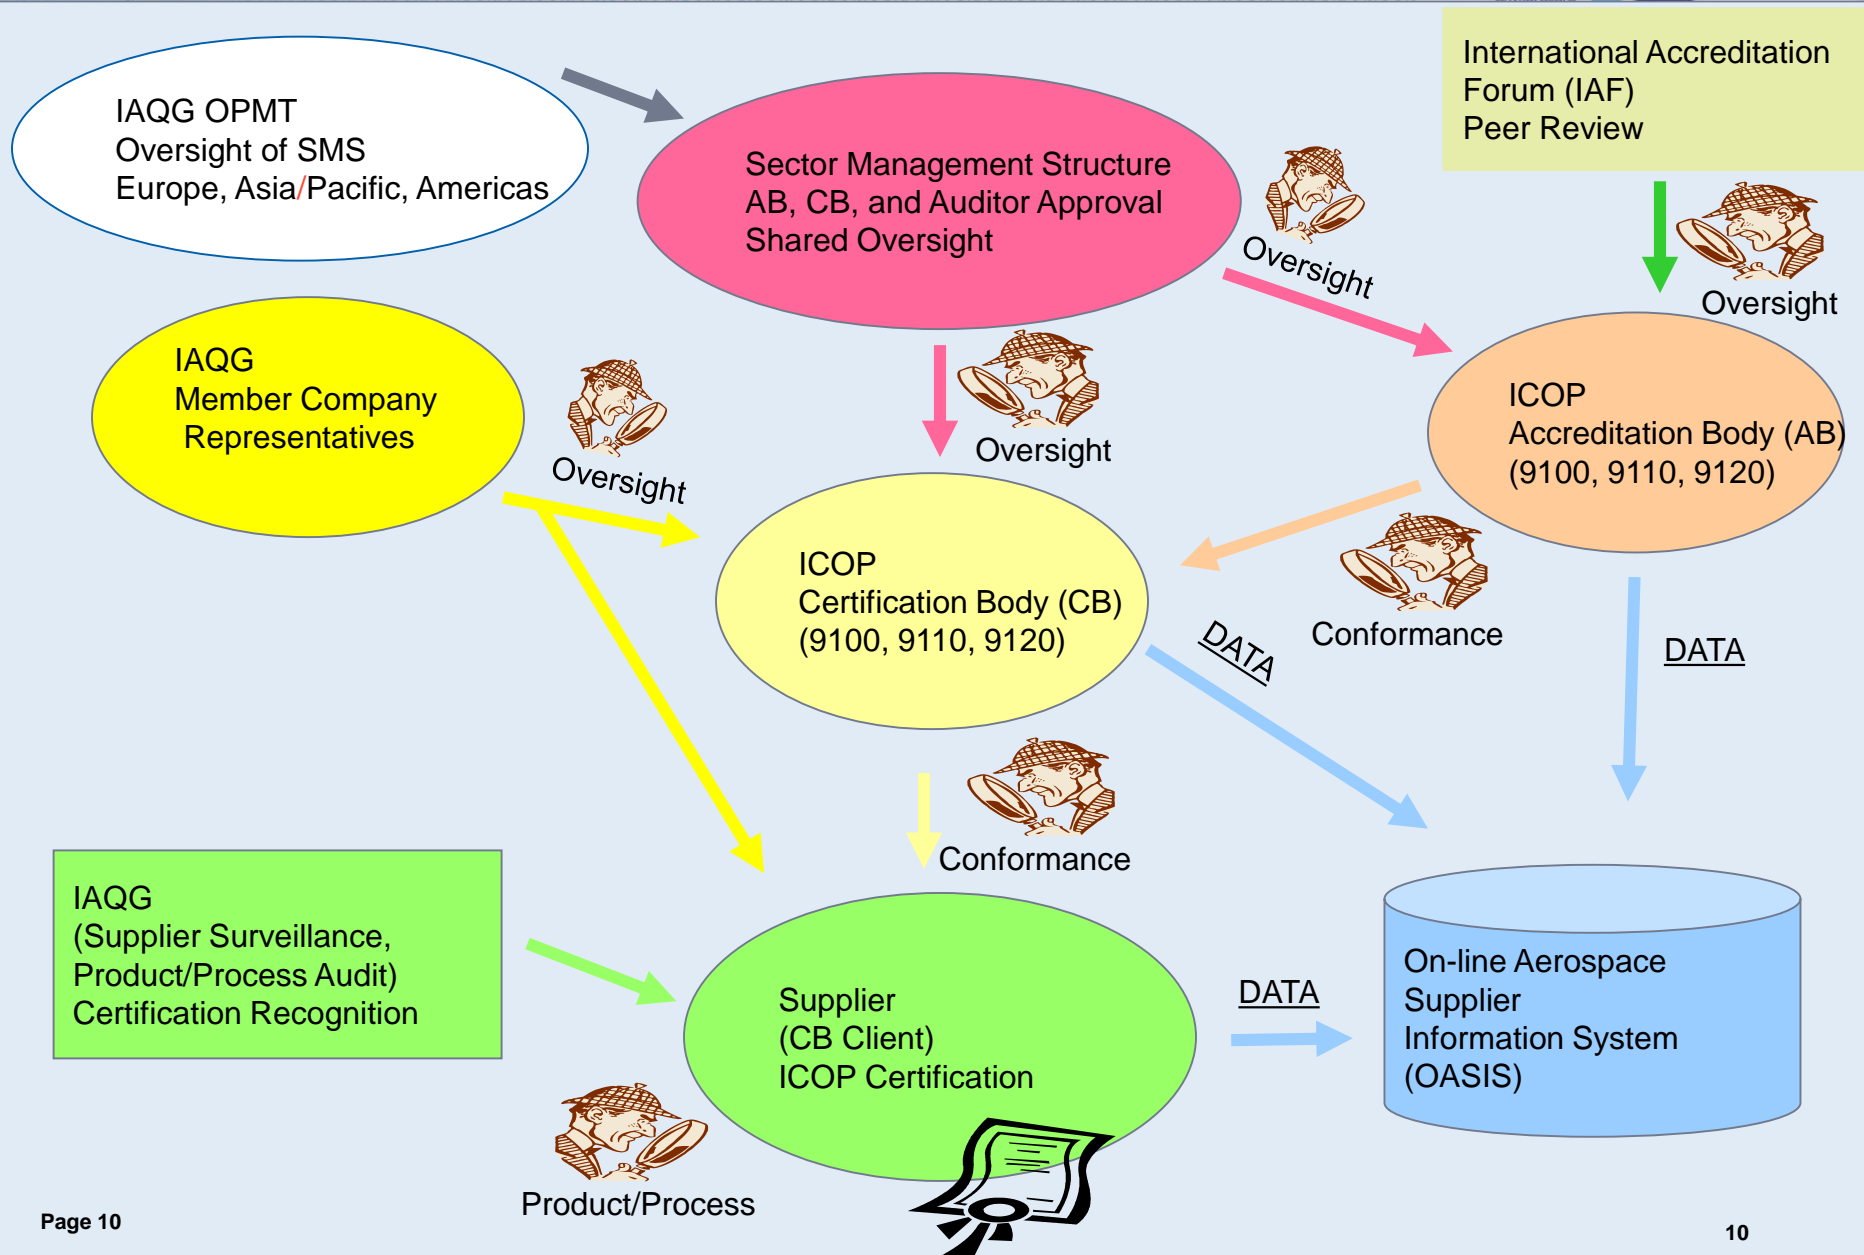 IAQG OPMT
Oversight of SMS
Europe, Asia/Pacific, Americas
Sector Management Structure
AB, CB, and Auditor Approval
Shared Oversight
International Accreditation
Forum (IAF)
Peer Review
Oversight
Oversight
IAQG
Member Company
Representatives
Oversight
Oversight
ICOP
Accreditation Body (AB)
(9100, 9110, 9120)
ICOP
Certification Body (CB)
(9100, 9110, 9120)
Conformance
DATA
DATA
Conformance
IAQG
(Supplier Surveillance,
Product/Process Audit)
Certification Recognition
Supplier
(CB Client)
ICOP Certification
DATA
On-line Aerospace
Supplier
Information System
(OASIS)
Product/Process
Page 10
10